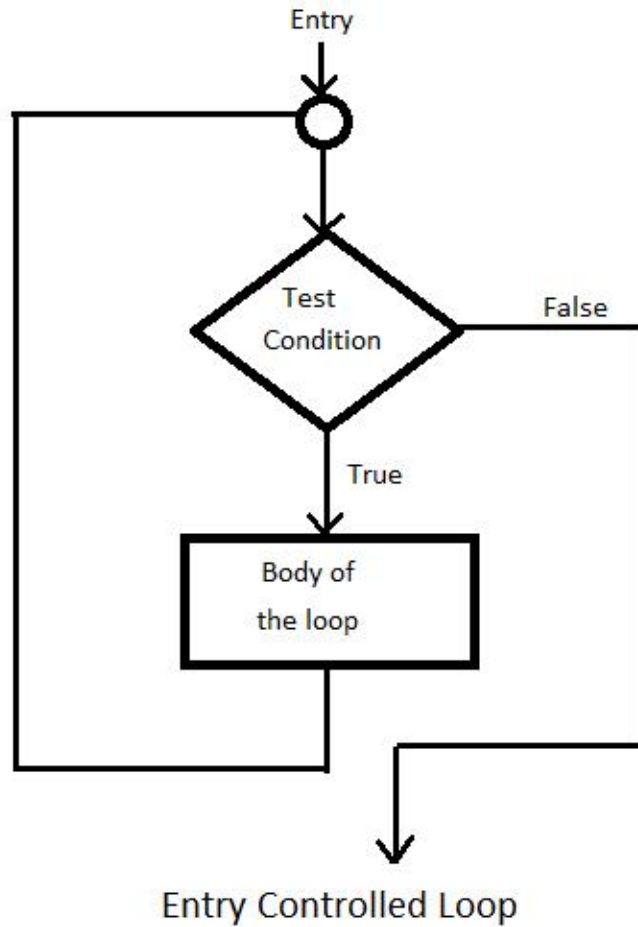 Entry
Test
Condition
False
True
Body of
the loop
Entry Controlled Loop